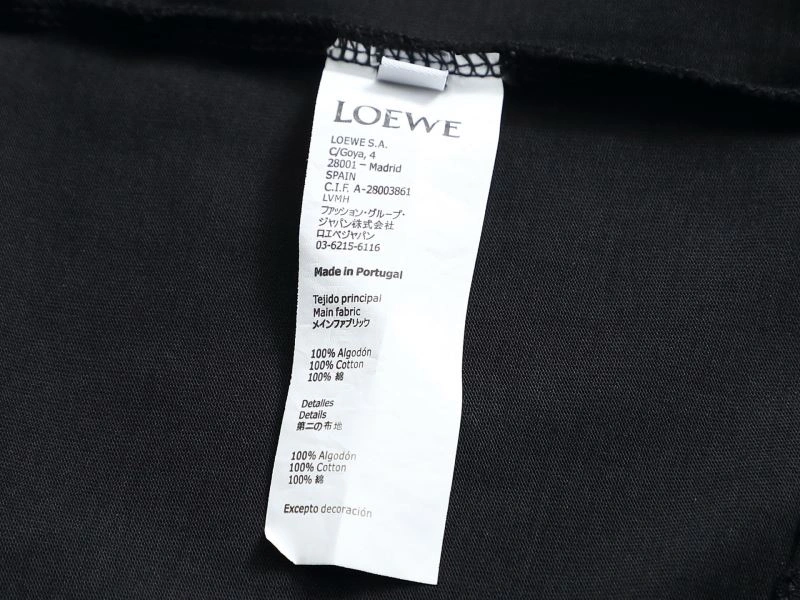 LOEWE
LOEWE S.A.
C/Goya, 4
28001 - Madrid
SPAIN
C.I.F. A-28003861
LVMH
ファッション・グループ・
ジャパン株式会社
ロエベジャパン
03-6215-6116
Made in Portugal
Tejido principal
Main fabric
メインファブリック
100% Algodón
100% Cotton
100% 綿
Detalles
Details
第二の布地
100% Algodón
100% Cotton
100% 綿
Excepto decoración